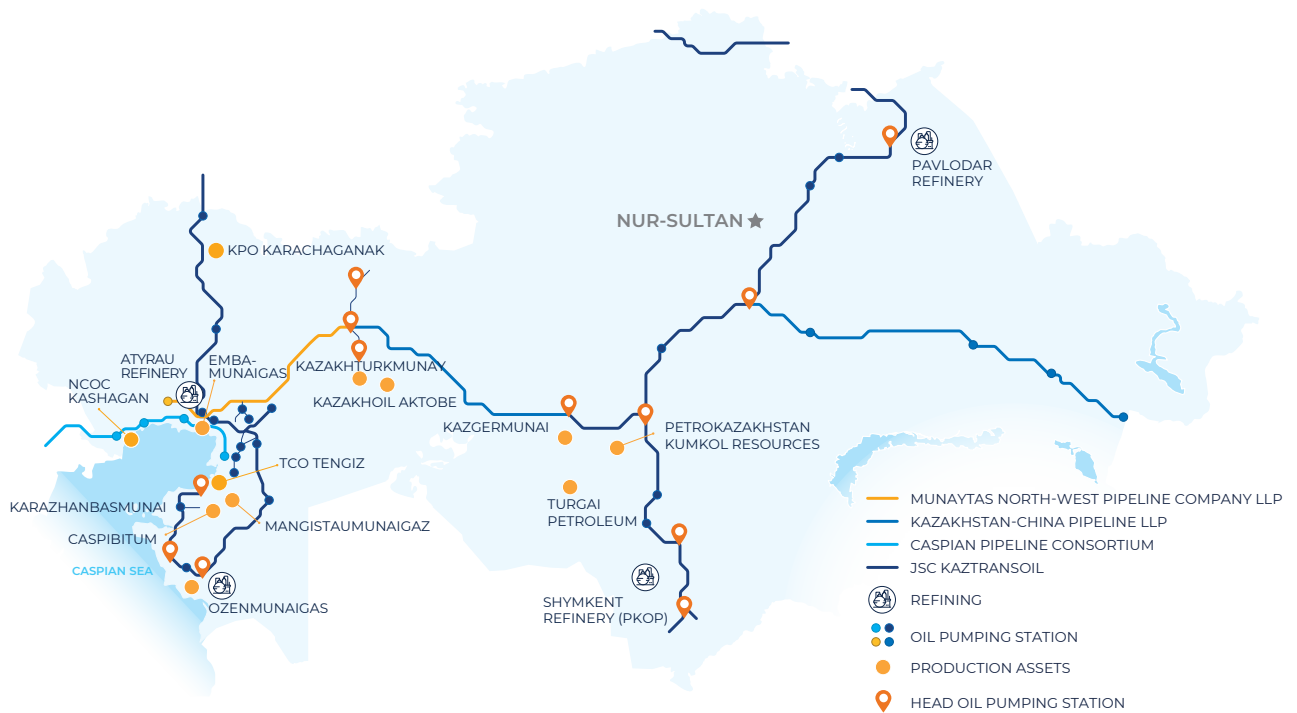 NUR-SULTAN
PAVLODAR
REFINERY
KPO KARACHAGANAK
ATYRAU
REFINERY
EMBA-
MUNAIGAS
NCOC
KASHAGAN
KAZAKHTURKMUNAY
KAZAKHOIL AKTOBE
KAZGERMUNAI
PETROKAZAKHSTAN
KUMKOL RESOURCES
TCO TENGIZ
KARAZHANBASMUNAI
MANGISTAUMUNAIGAZ
CASPIBITUM
CASPIAN SEA
OZENMUNAIGAS
TURGAI
PETROLEUM
SHYMKENT
REFINERY (PKOP)
MUNAYTAS NORTH-WEST PIPELINE COMPANY LLP
KAZAKHSTAN-CHINA PIPELINE LLP
CASPIAN PIPELINE CONSORTIUM
JSC KAZTRANSOIL
REFINING
OIL PUMPING STATION
PRODUCTION ASSETS
HEAD OIL PUMPING STATION